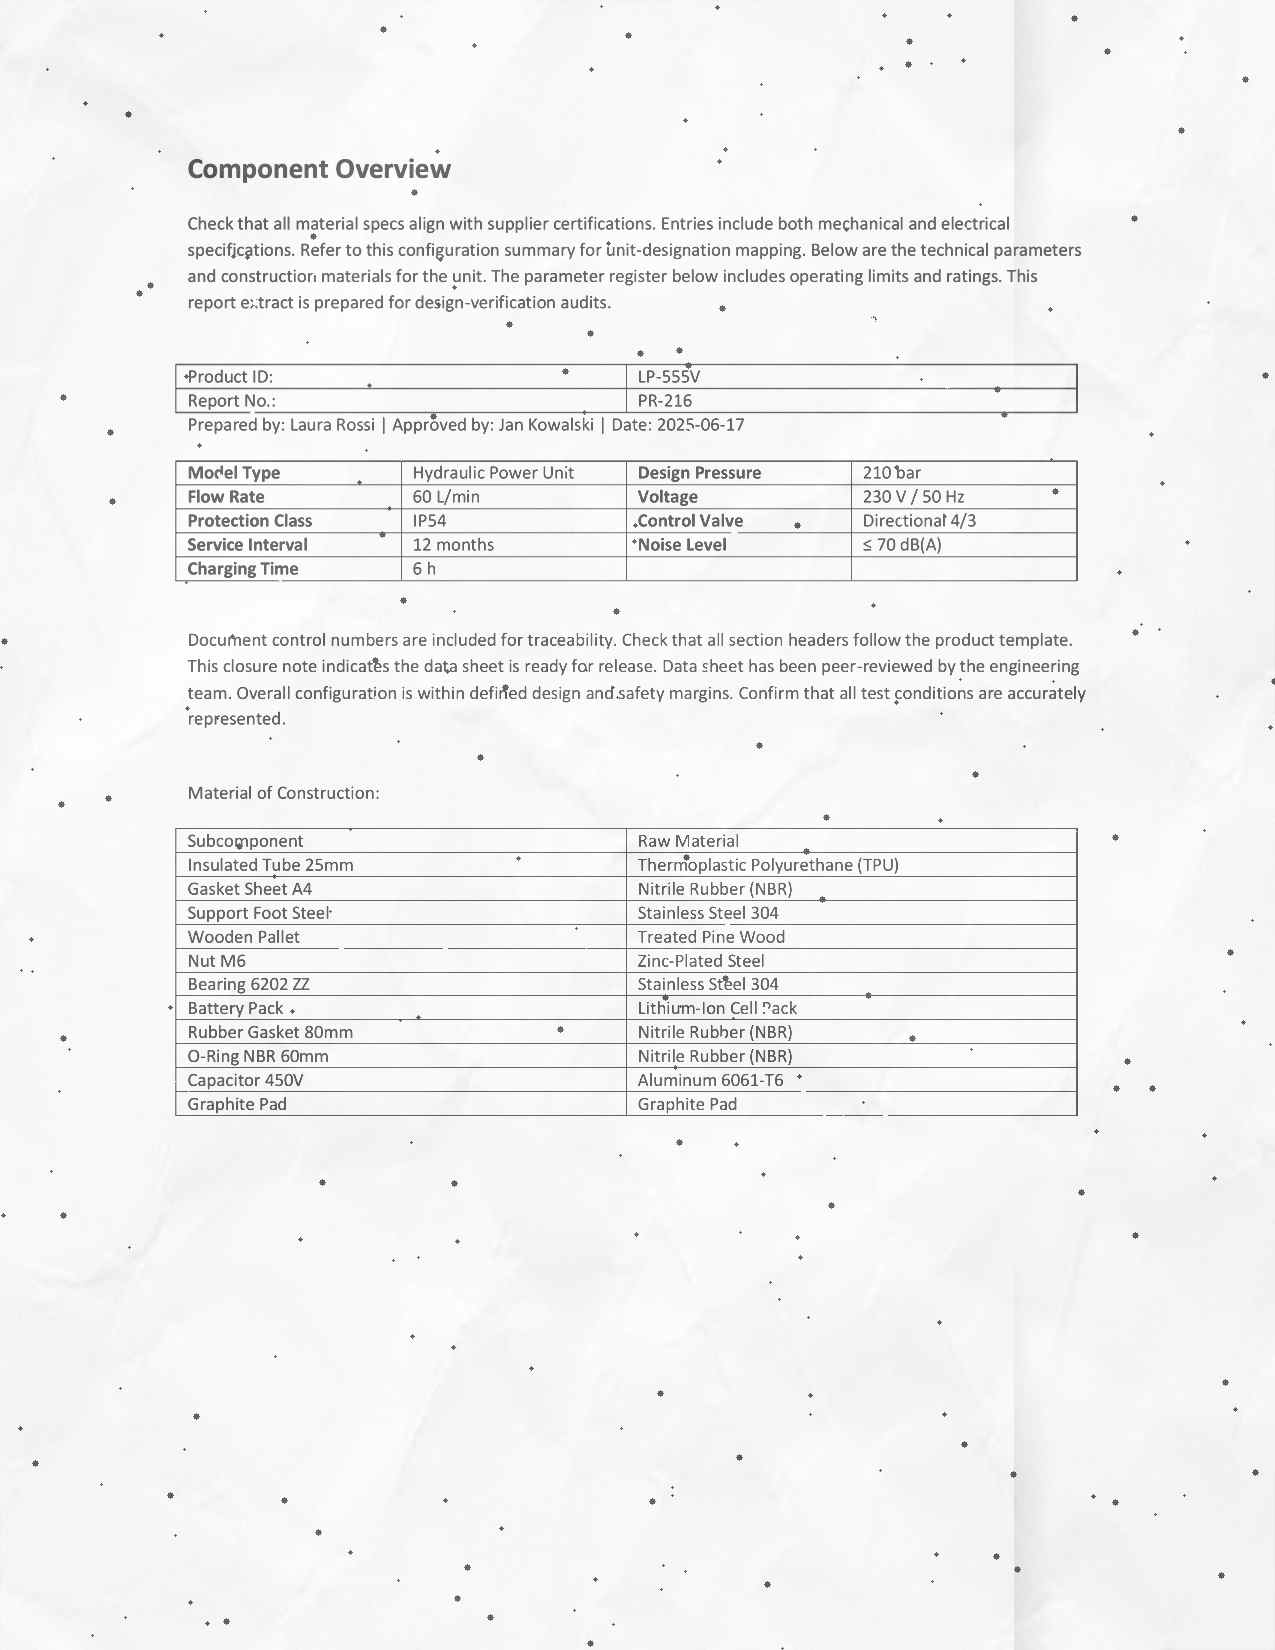 Component Overview
Check that all material specs align with supplier certifications. Entries include both mechanical and electrical
specifications. Refer to this configuration summary for unit-designation mapping. Below are the technical parameters
and construction materials for the unit. The parameter register below includes operating limits and ratings. This
report extract is prepared for design-verification audits.
Product ID: LP-555V
Report No.: PR-216
Prepared by: Laura Rossi | Approved by: Jan Kowalski | Date: 2025-06-17
Model Type Hydraulic Power Unit Design Pressure 210 bar
Flow Rate 60 L/min Voltage 230 V / 50 Hz
Protection Class IP54 Control Valve Directional 4/3
Service Interval 12 months Noise Level ≤ 70 dB(A)
Charging Time 6 h
Document control numbers are included for traceability. Check that all section headers follow the product template.
This closure note indicates the data sheet is ready for release. Data sheet has been peer-reviewed by the engineering
team. Overall configuration is within defined design and safety margins. Confirm that all test conditions are accurately
represented.
Material of Construction:
Subcomponent Raw Material
Insulated Tube 25mm Thermoplastic Polyurethane (TPU)
Gasket Sheet A4 Nitrile Rubber (NBR)
Support Foot Steel Stainless Steel 304
Wooden Pallet Treated Pine Wood
Nut M6 Zinc-Plated Steel
Bearing 6202 ZZ Stainless Steel 304
Battery Pack Lithium-Ion Cell Pack
Rubber Gasket 80mm Nitrile Rubber (NBR)
O-Ring NBR 60mm Nitrile Rubber (NBR)
Capacitor 450V Aluminum 6061-T6
Graphite Pad Graphite Pad